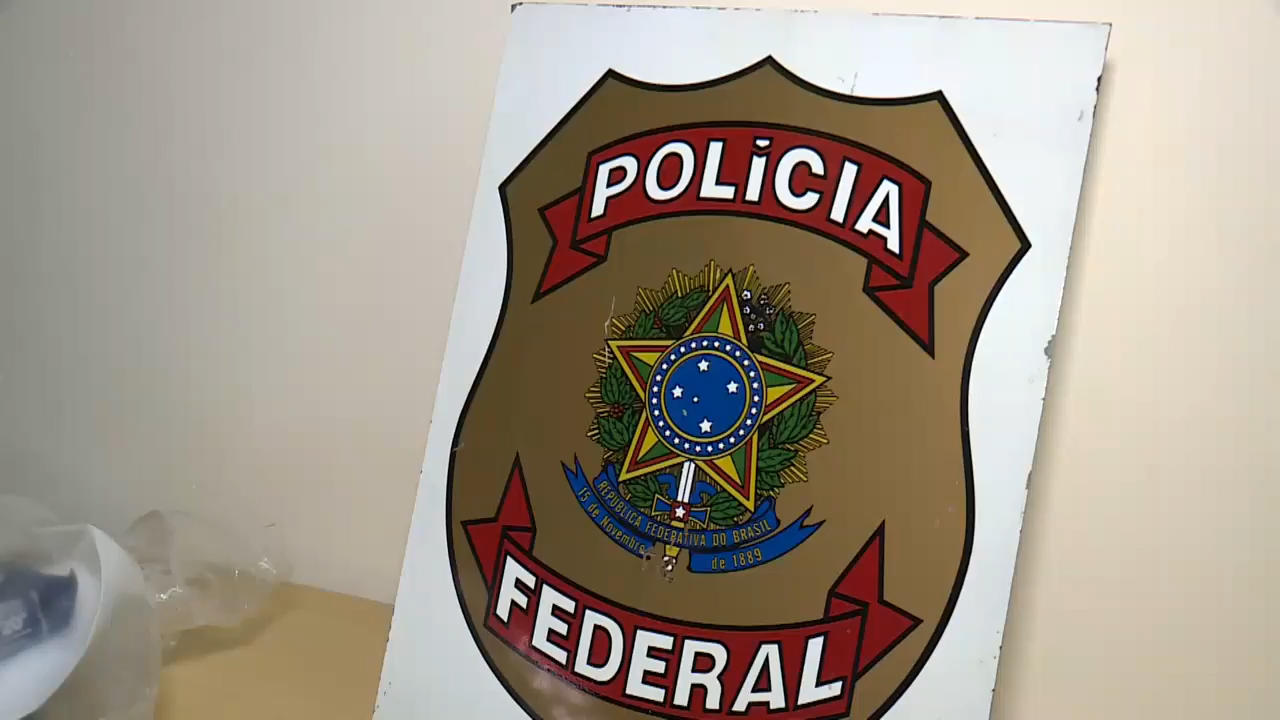 POLÍCIA
REPÚBLICA FEDERATIVA DO BRASIL
15 de Novembro de 1889
FEDERAL